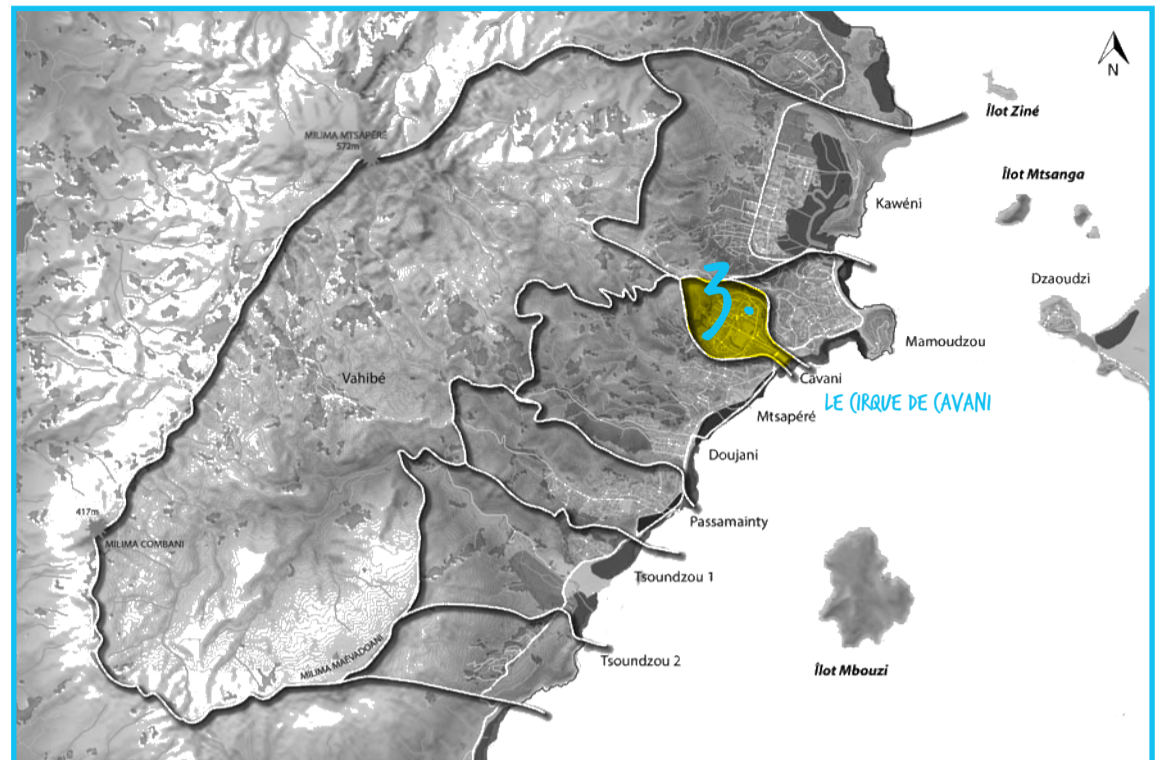 N
Îlot Ziné
MILIMA MTSAPÉRÉ
572m
Îlot Mtsanga
Kawéni
Dzaoudzi
3.
Mamoudzou
Vahibé
Cavani
LE CIRQUE DE CAVANI
Mtsapéré
Doujani
417m
Passamainty
MILIMA COMBANI
Tsoundzou 1
MILIMA MAÉVADOANI
Tsoundzou 2
Îlot Mbouzi